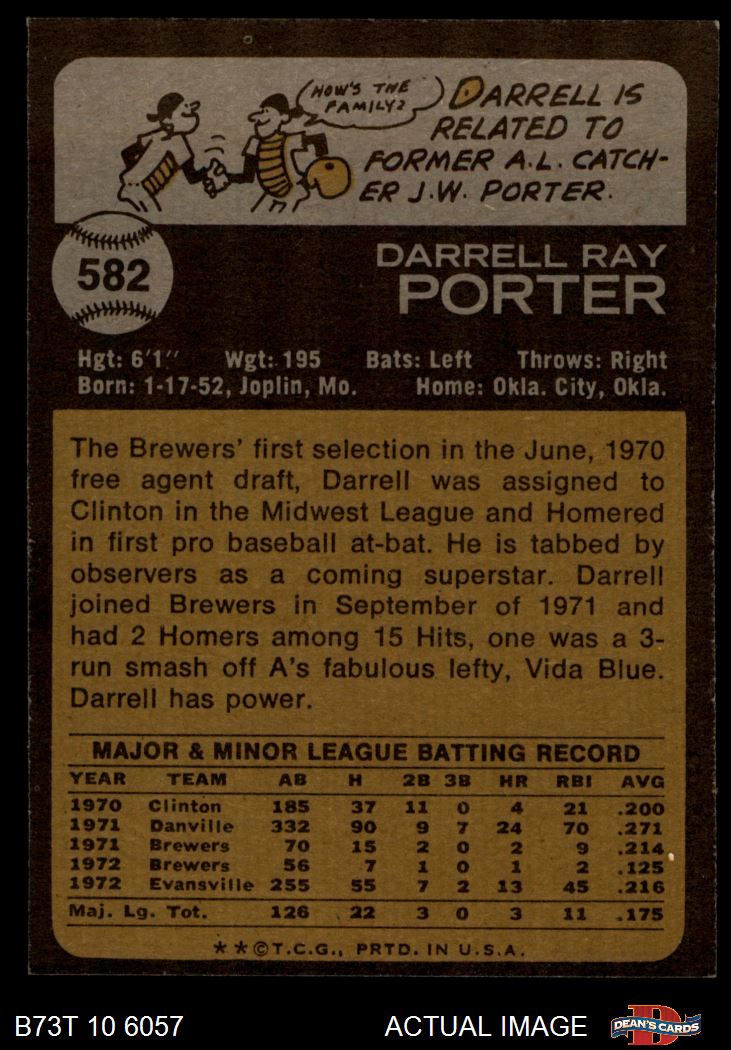 HOW'S THE
FAMILY?
DARRELL IS
RELATED TO
FORMER A.L. CATCH-
ER J.W. PORTER.
582
DARRELL RAY
PORTER
Hgt: 6'1" Wgt: 195 Bats: Left Throws: Right
Born: 1-17-52, Joplin, Mo. Home: Okla. City, Okla.
The Brewers' first selection in the June, 1970
free agent draft, Darrell was assigned to
Clinton in the Midwest League and Homered
in first pro baseball at-bat. He is tabbed by
observers as a coming superstar. Darrell
joined Brewers in September of 1971 and
had 2 Homers among 15 Hits, one was a 3-
run smash off A's fabulous lefty, Vida Blue.
Darrell has power.
MAJOR & MINOR LEAGUE BATTING RECORD
YEAR TEAM AB H 2B 3B HR RBI AVG
1970 Clinton 185 37 11 0 4 21 .200
1971 Danville 332 90 9 7 24 70 .271
1971 Brewers 70 15 2 0 2 9 .214
1972 Brewers 56 7 1 0 1 2 .125
1972 Evansville 255 55 7 2 13 45 .216
Maj. Lg. Tot. 126 22 3 0 3 11 .175
**©T.C.G., PRTD. IN U.S.A.
B73T 10 6057 ACTUAL IMAGE DEAN'S CARDS